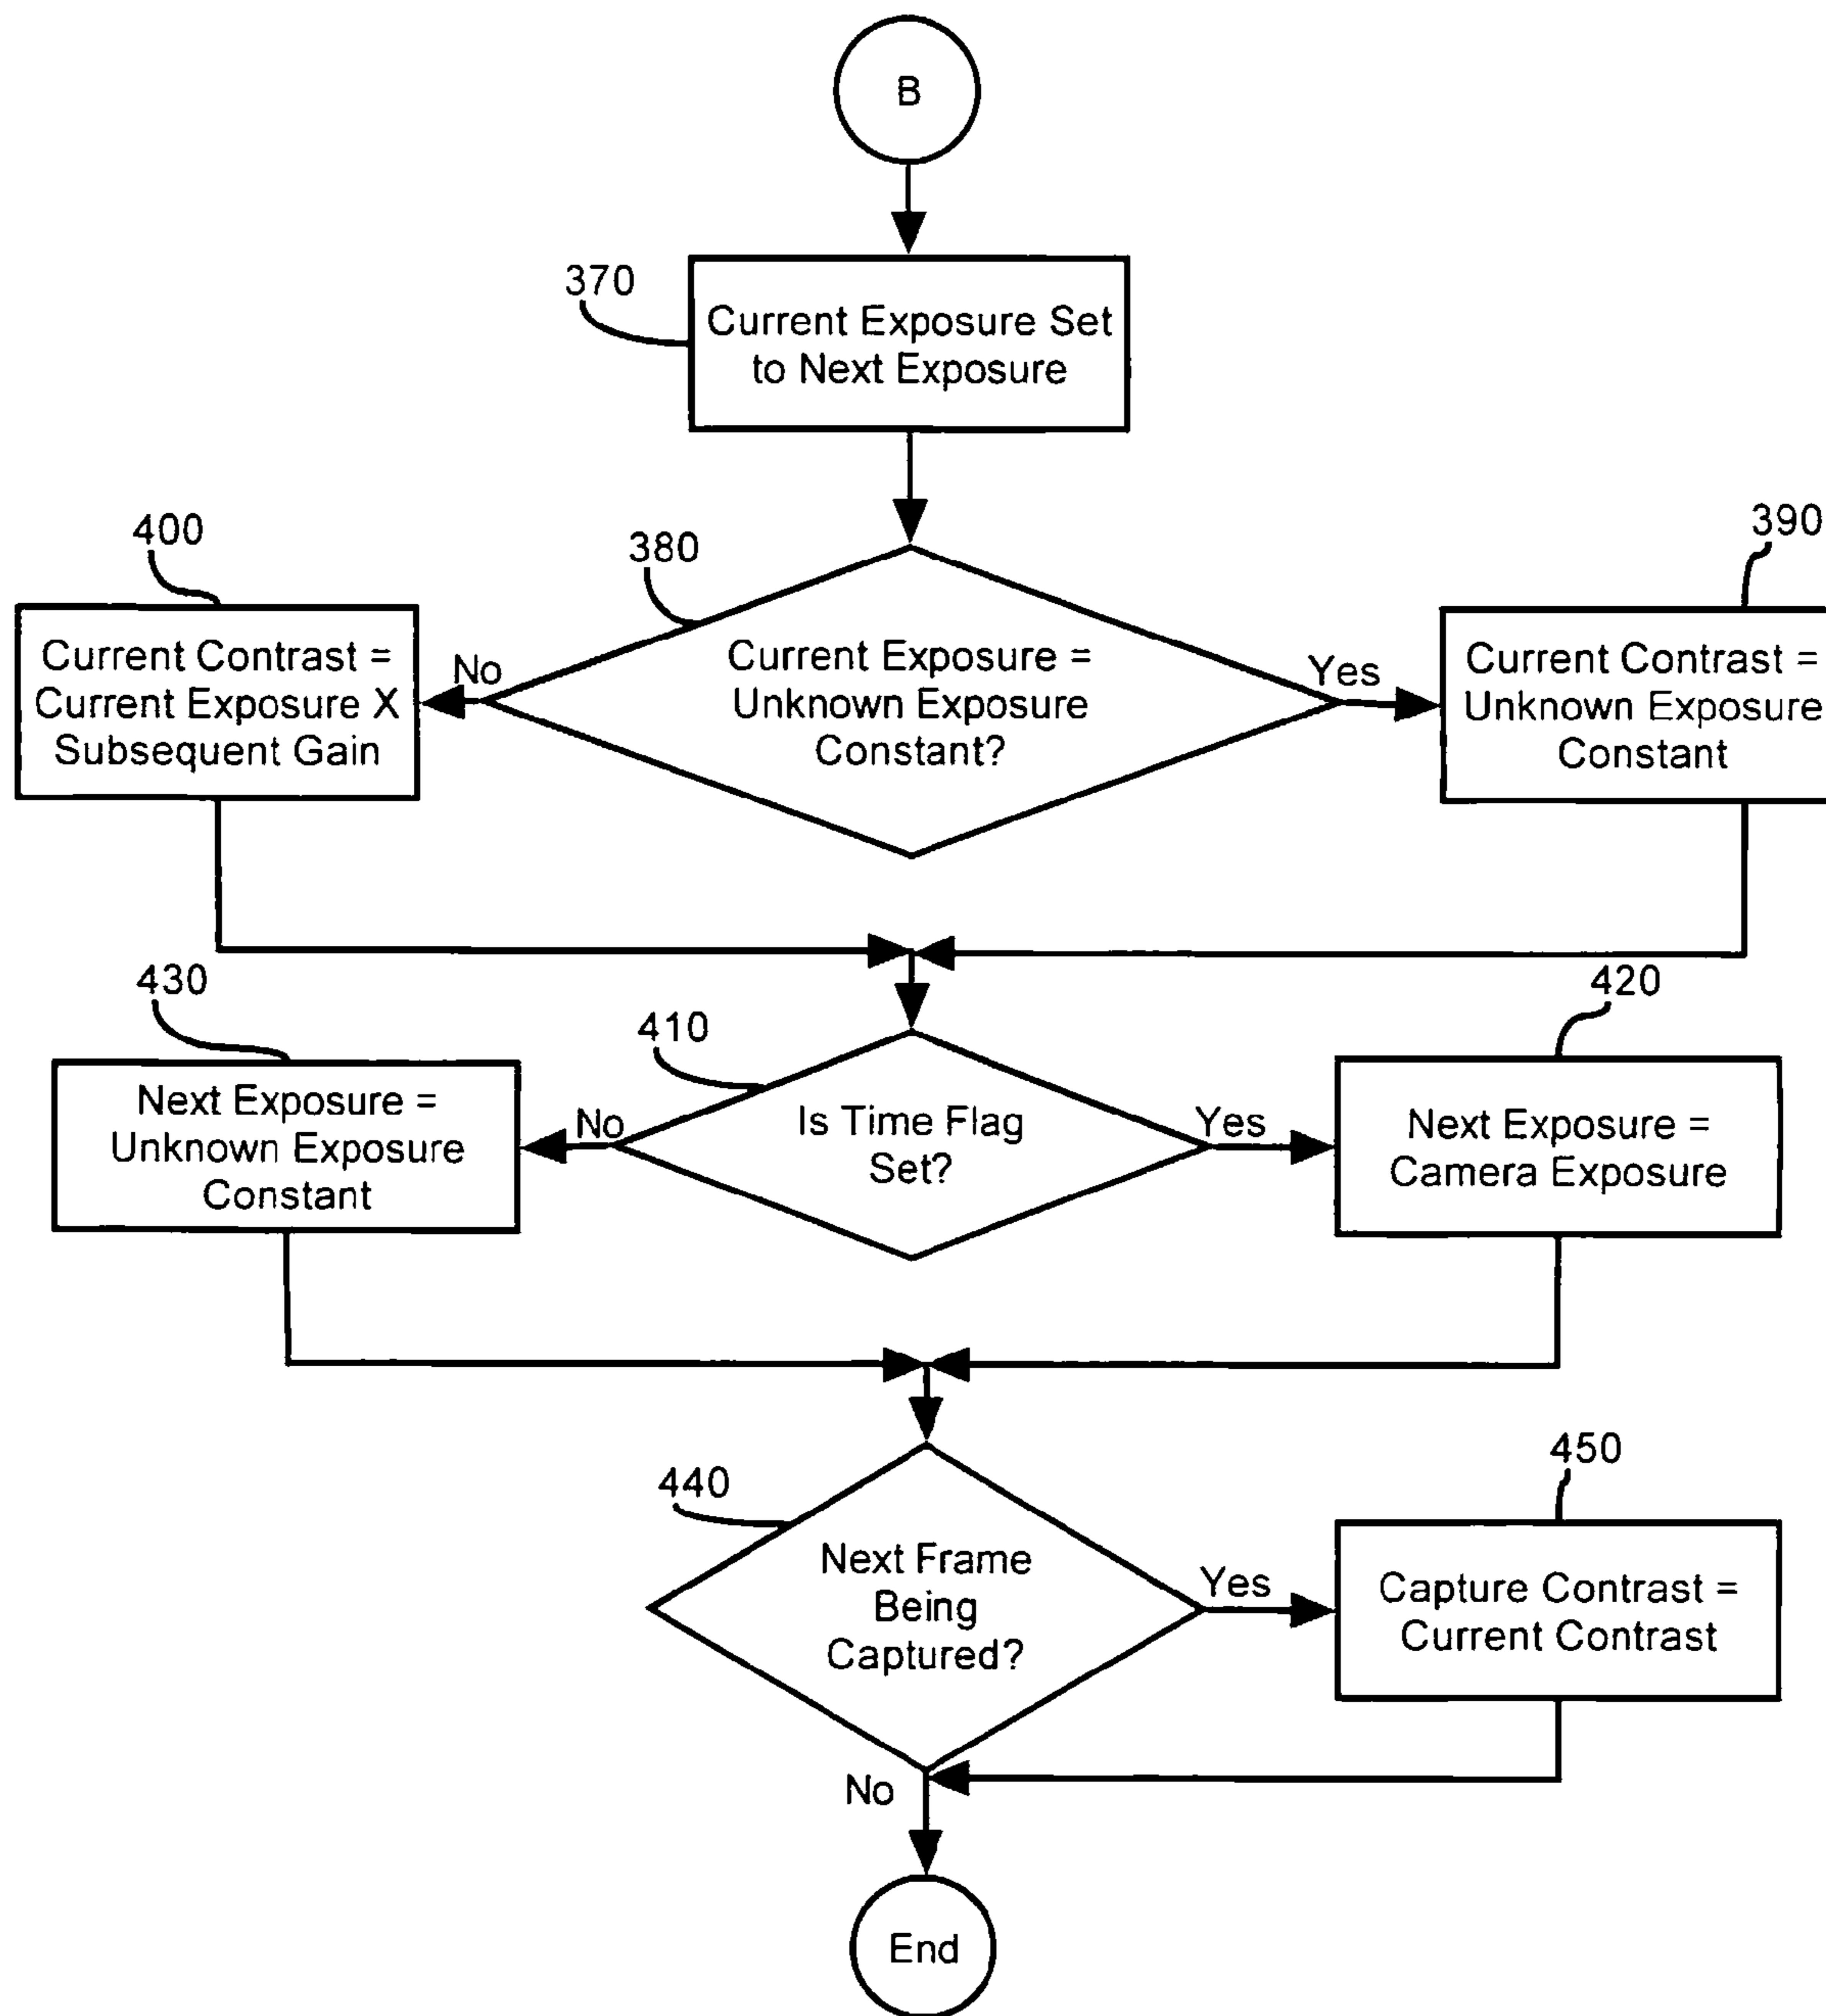 B
370
Current Exposure Set
to Next Exposure
400
380
390
Current Contrast =
Current Exposure X
Subsequent Gain
No
Current Exposure =
Unknown Exposure
Constant?
Yes
Current Contrast =
Unknown Exposure
Constant
430
410
420
Next Exposure =
Unknown Exposure
Constant
No
Is Time Flag
Set?
Yes
Next Exposure =
Camera Exposure
440
450
Next Frame
Being
Captured?
Yes
Capture Contrast =
Current Contrast
No
End